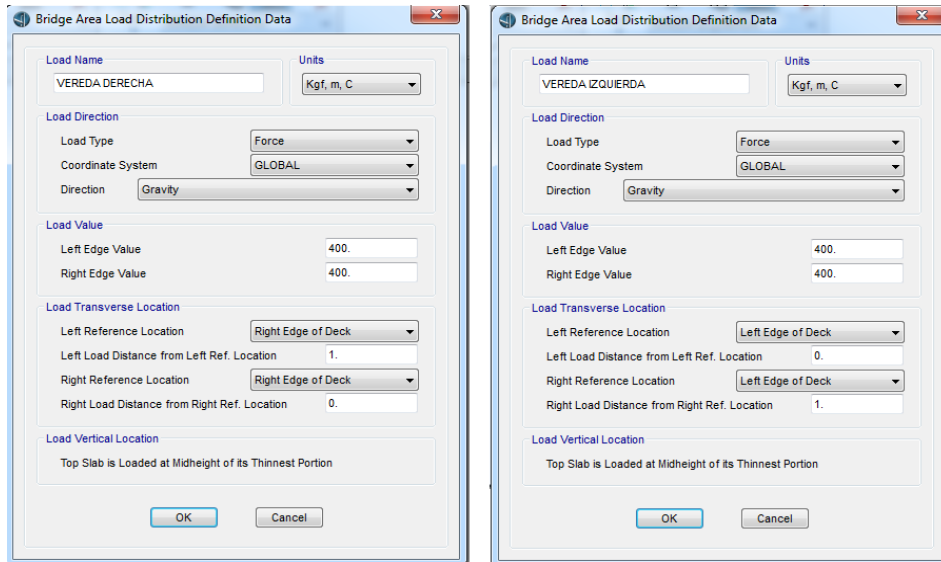 Bridge Area Load Distribution Definition Data
Load Name
Units
VEREDA DERECHA
Kgf, m, C
Load Direction
Load Type Force
Coordinate System GLOBAL
Direction Gravity
Load Value
Left Edge Value 400.
Right Edge Value 400.
Load Transverse Location
Left Reference Location Right Edge of Deck
Left Load Distance from Left Ref. Location 1.
Right Reference Location Right Edge of Deck
Right Load Distance from Right Ref. Location 0.
Load Vertical Location
Top Slab is Loaded at Midheight of its Thinnest Portion
OK Cancel
Bridge Area Load Distribution Definition Data
Load Name
Units
VEREDA IZQUIERDA
Kgf, m, C
Load Direction
Load Type Force
Coordinate System GLOBAL
Direction Gravity
Load Value
Left Edge Value 400.
Right Edge Value 400.
Load Transverse Location
Left Reference Location Left Edge of Deck
Left Load Distance from Left Ref. Location 0.
Right Reference Location Left Edge of Deck
Right Load Distance from Right Ref. Location 1.
Load Vertical Location
Top Slab is Loaded at Midheight of its Thinnest Portion
OK Cancel